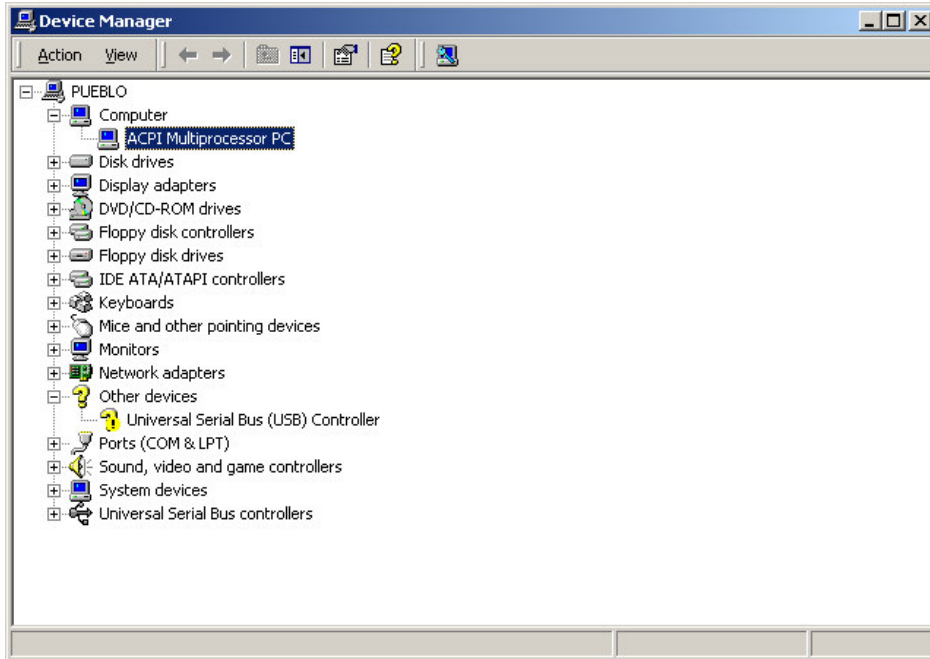 Device Manager
Action View
PUEBLO
Computer
ACPI Multiprocessor PC
Disk drives
Display adapters
DVD/CD-ROM drives
Floppy disk controllers
Floppy disk drives
IDE ATA/ATAPI controllers
Keyboards
Mice and other pointing devices
Monitors
Network adapters
Other devices
Universal Serial Bus (USB) Controller
Ports (COM & LPT)
Sound, video and game controllers
System devices
Universal Serial Bus controllers